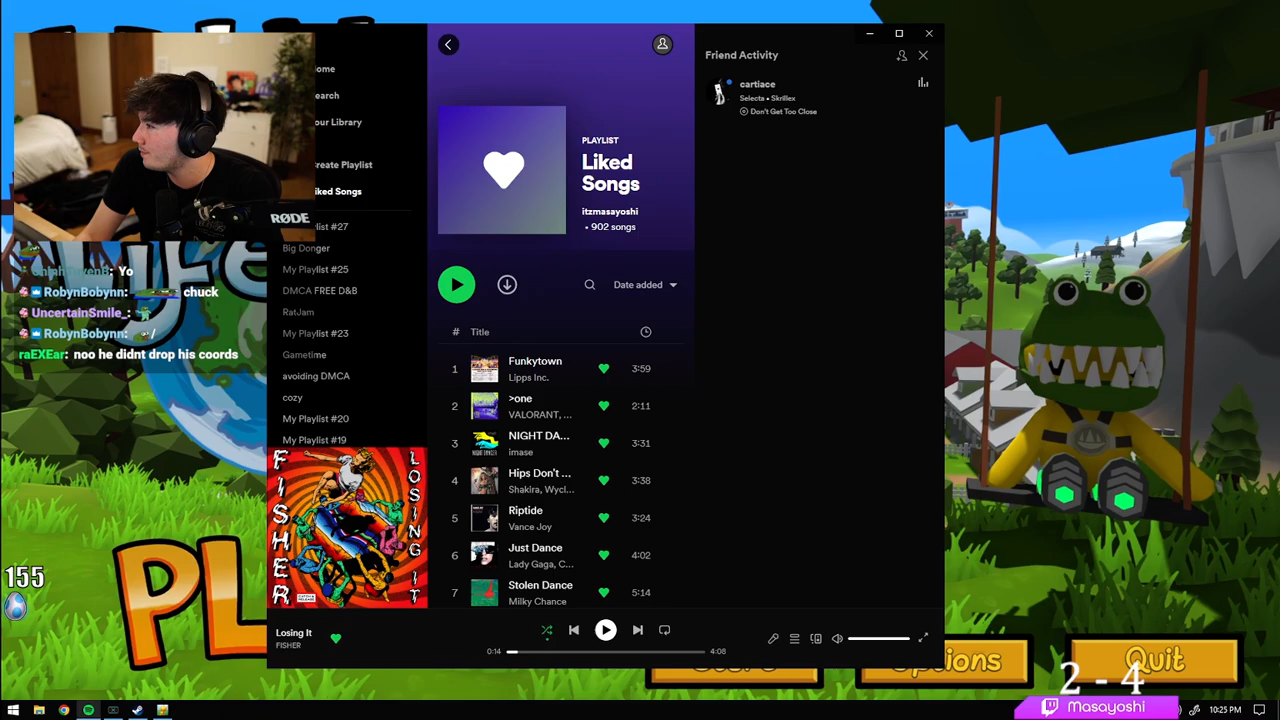 ome
earch
our Library
reate Playlist
iked Songs
#27
Big Donger
My Playlist #25
DMCA FREE D&B
RatJam
My Playlist #23
Gametime
avoiding DMCA
cozy
My Playlist #20
My Playlist #19
RØDE
Yo
RobynBobynn: chuck
UncertainSmile_:
RobynBobynn: /
raEXEar: noo he didnt drop his coords
155
FISHER
LOSING IT
Losing It
FISHER
PLAYLIST
Liked
Songs
itzmasayoshi
• 902 songs
Date added
# Title
1 Funkytown 3:59
Lipps Inc.
2 >one 2:11
VALORANT, ...
3 NIGHT DA... 3:31
imase
4 Hips Don't ... 3:38
Shakira, Wycl...
5 Riptide 3:24
Vance Joy
6 Just Dance 4:02
Lady Gaga, C...
7 Stolen Dance 5:14
Milky Chance
0:14 4:08
Friend Activity
cartiace
Selecta • Skrillex
Don't Get Too Close
PL
Options
Quit
2 - 4
Masayoshi
10:25 PM